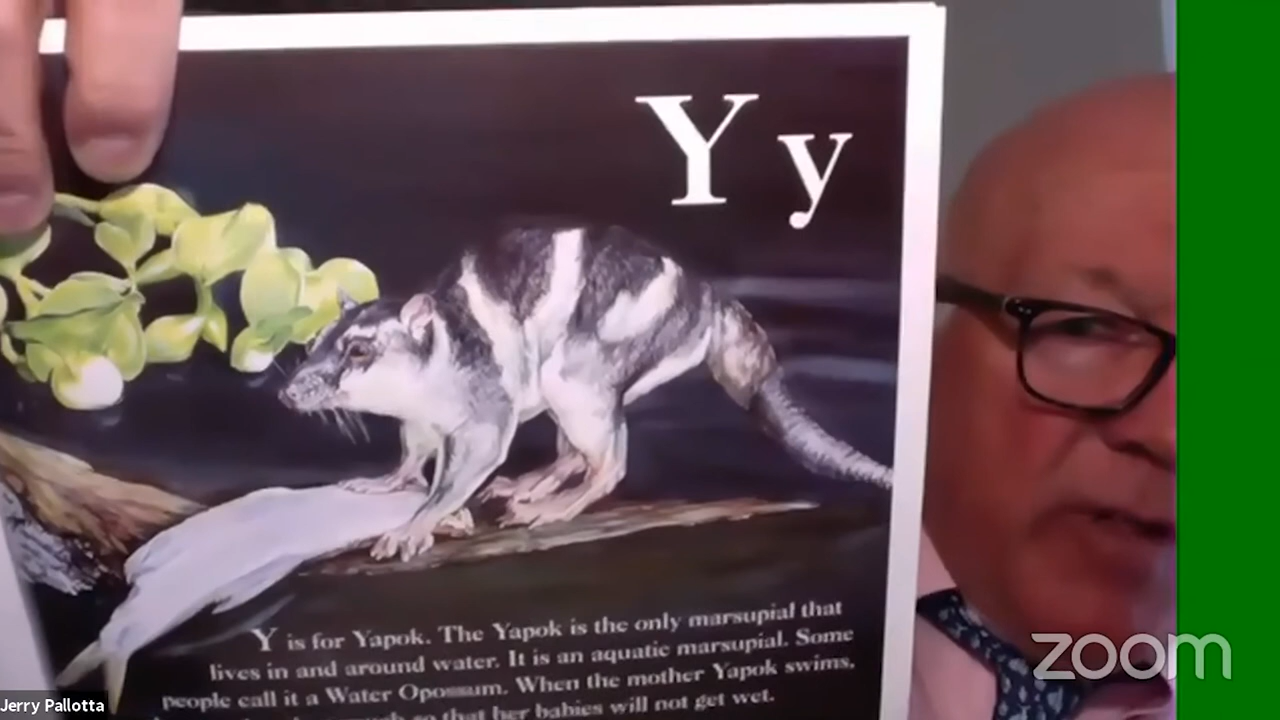 Y y
Y is for Yapok. The Yapok is the only marsupial that
lives in and around water. It is an aquatic marsupial. Some
people call it a Water Opossum. When the mother Yapok swims,
so that her babies will not get wet.
Jerry Pallotta
zoom